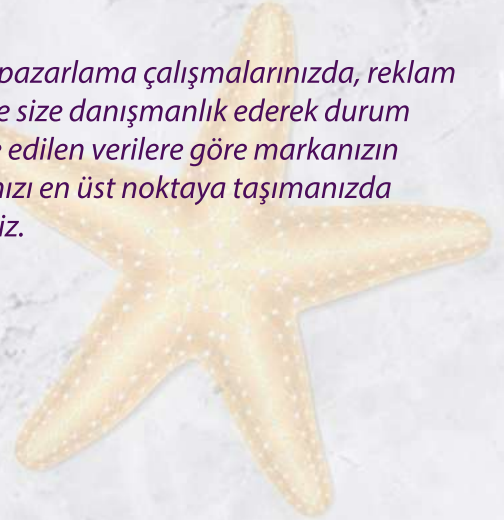 pazarlama çalışmalarınızda, reklam
e size danışmanlık ederek durum
edilen verilere göre markanızın
nızı en üst noktaya taşımanızda
iz.